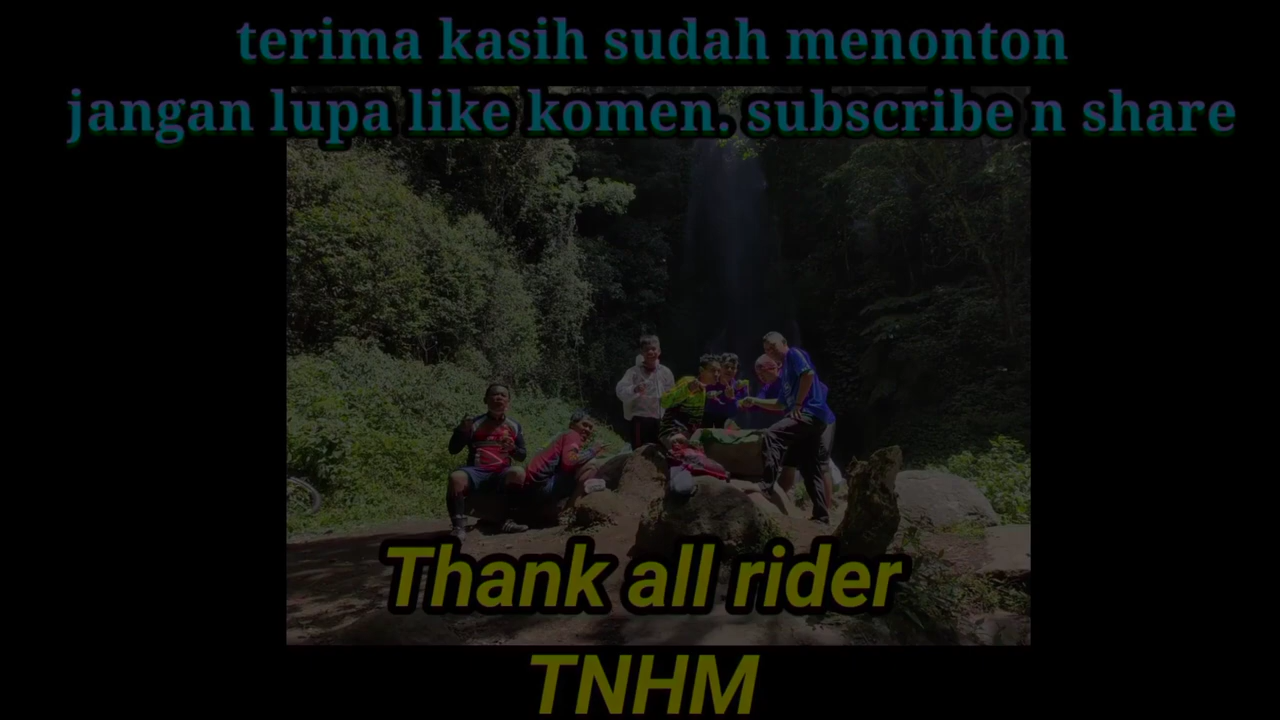 terima kasih sudah menonton
jangan lupa like komen. subscribe n share
Thank all rider
TNHM